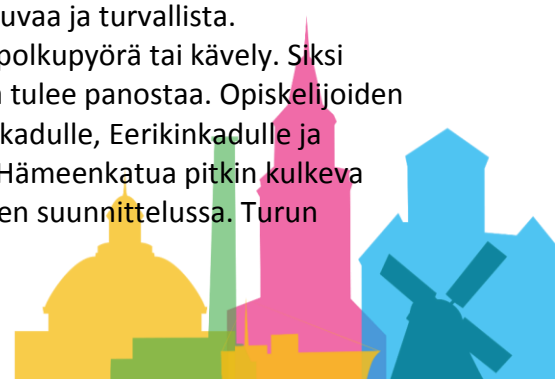 uvaa ja turvallista.
polkupyörä tai kävely. Siksi
tulee panostaa. Opiskelijoiden
kadulle, Eerikinkadulle ja
Hämeenkatua pitkin kulkeva
en suunnittelussa. Turun